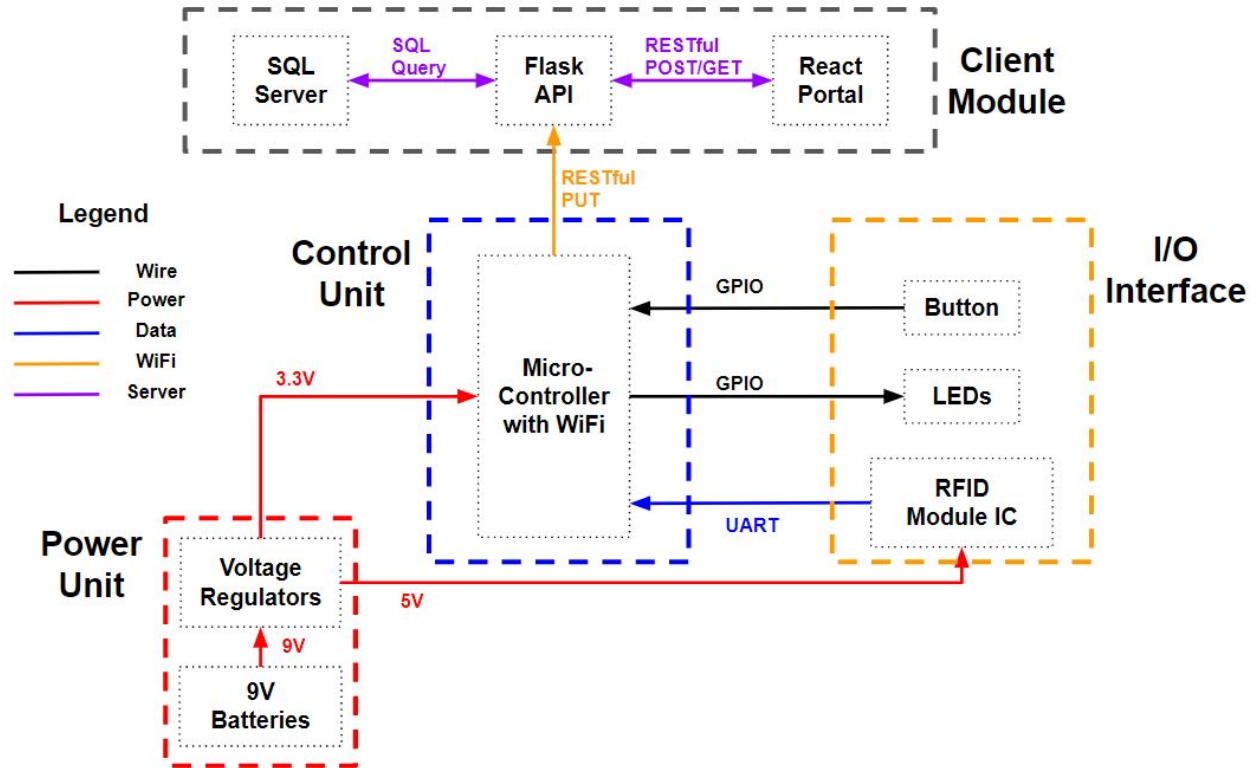 SQL
Server
SQL
Query
Flask
API
RESTful
POST/GET
React
Portal
Client
Module
RESTful
PUT
Legend
Wire
Power
Data
WiFi
Server
Control
Unit
Micro-
Controller
with WiFi
GPIO
GPIO
UART
I/O
Interface
Button
LEDs
RFID
Module IC
3.3V
Power
Unit
Voltage
Regulators
5V
9V
9V
Batteries